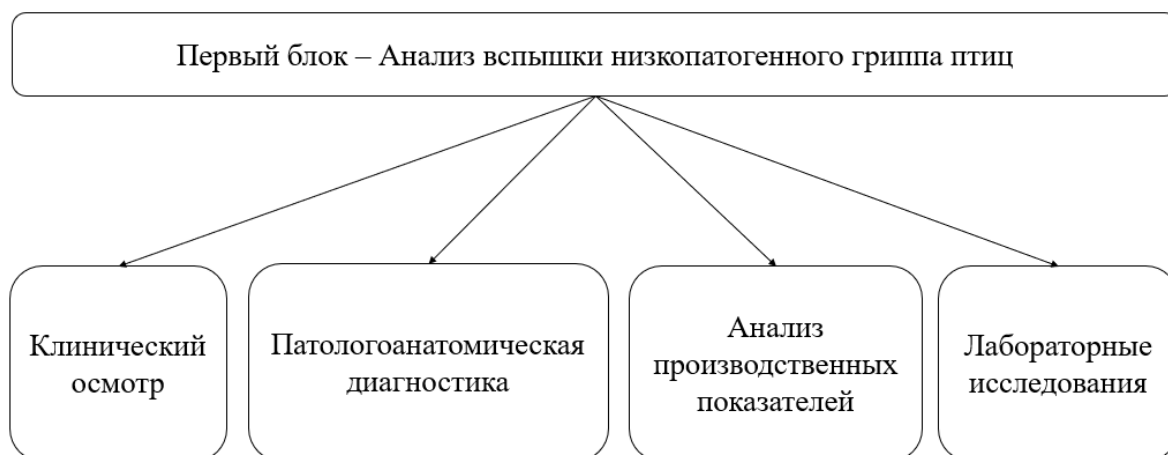 Первый блок – Анализ вспышки низкопатогенного гриппа птиц
Клинический
осмотр
Патологоанатомическая
диагностика
Анализ
производственных
показателей
Лабораторные
исследования